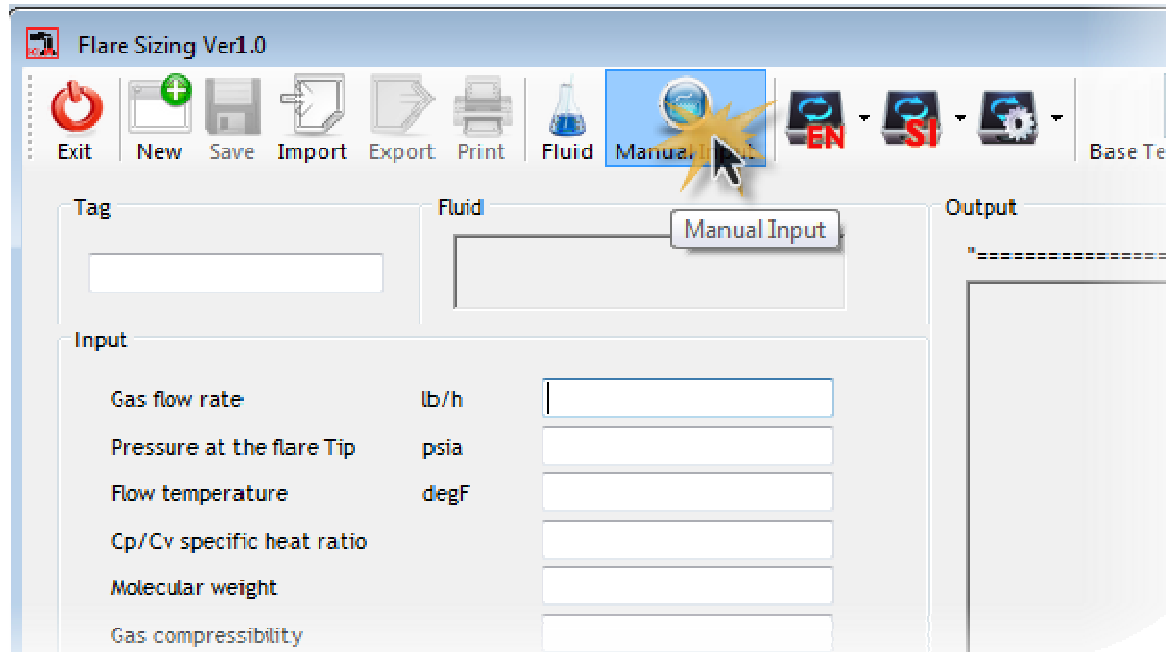 Flare Sizing Ver1.0
EN SI
Exit New Save Import Export Print Fluid Manual Input Base Te
Tag Fluid Output
Manual Input
"=================
Input
Gas flow rate lb/h
Pressure at the flare Tip psia
Flow temperature degF
Cp/Cv specific heat ratio
Molecular weight
Gas compressibility